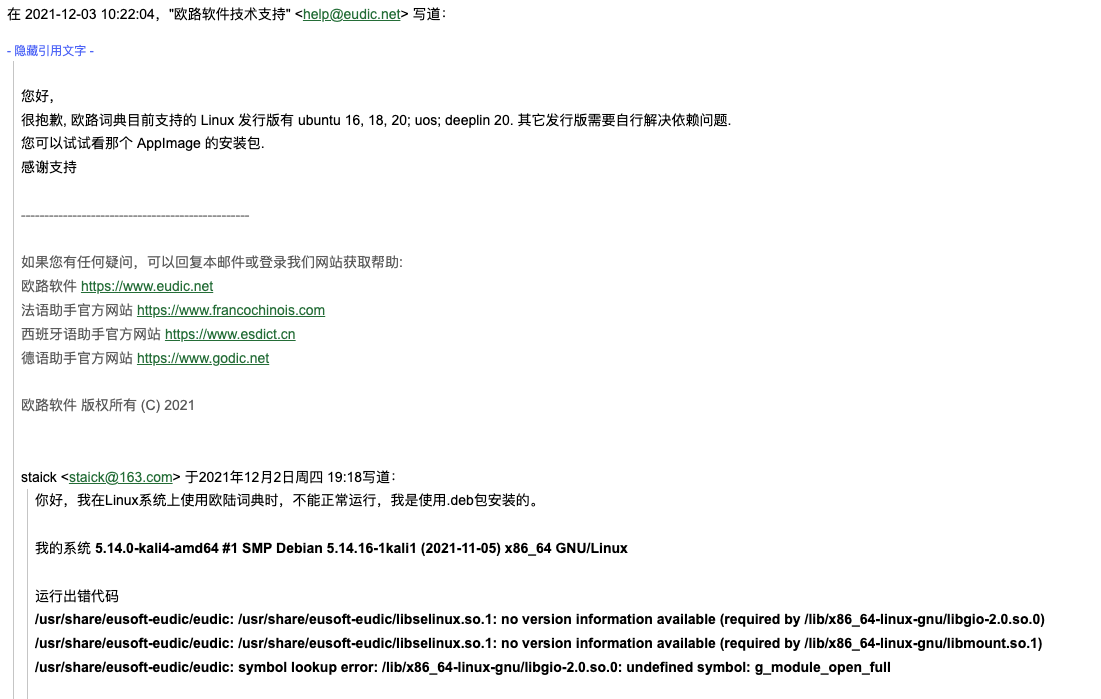 在 2021-12-03 10:22:04，"欧路软件技术支持" <help@eudic.net> 写道：
- 隐藏引用文字 -
您好，
很抱歉, 欧路词典目前支持的 Linux 发行版有 ubuntu 16, 18, 20; uos; deeplin 20. 其它发行版需要自行解决依赖问题.
您可以试试看那个 AppImage 的安装包.
感谢支持
-------------------------------------------------
如果您有任何疑问，可以回复本邮件或登录我们网站获取帮助:
欧路软件 https://www.eudic.net
法语助手官方网站 https://www.francochinois.com
西班牙语助手官方网站 https://www.esdict.cn
德语助手官方网站 https://www.godic.net
欧路软件 版权所有 (C) 2021
staick <staick@163.com> 于2021年12月2日周四 19:18写道：
你好，我在Linux系统上使用欧陆词典时，不能正常运行，我是使用.deb包安装的。
我的系统 5.14.0-kali4-amd64 #1 SMP Debian 5.14.16-1kali1 (2021-11-05) x86_64 GNU/Linux
运行出错代码
/usr/share/eusoft-eudic/eudic: /usr/share/eusoft-eudic/libselinux.so.1: no version information available (required by /lib/x86_64-linux-gnu/libgio-2.0.so.0)
/usr/share/eusoft-eudic/eudic: /usr/share/eusoft-eudic/libselinux.so.1: no version information available (required by /lib/x86_64-linux-gnu/libmount.so.1)
/usr/share/eusoft-eudic/eudic: symbol lookup error: /lib/x86_64-linux-gnu/libgio-2.0.so.0: undefined symbol: g_module_open_full